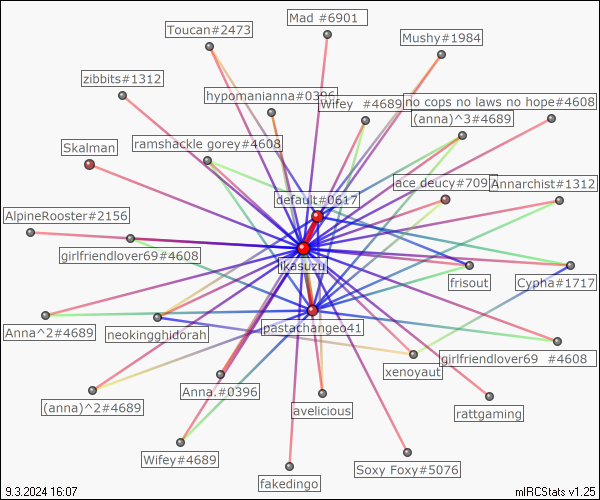 Mad #6901
Toucan#2473
Mushy#1984
zibbits#1312
hypomanianna#0396
Wifey #4689
no cops no laws no hope#4608
(anna)^3#4689
Skalman
ramshackle gorey#4608
default#0617
ace deucy#709
Annarchist#1312
AlpineRooster#2156
girlfriendlover69#4608
ikasuzu
frisout
Cypha#1717
Anna^2#4689
neokingghidorah
pastachangeo41
girlfriendlover69 #4608
xenoyaut
(anna)^2#4689
Anna.#0396
avelicious
rattgaming
Wifey#4689
fakedingo
Soxy Foxy#5076
9.3.2024 16:07
mIRCStats v1.25